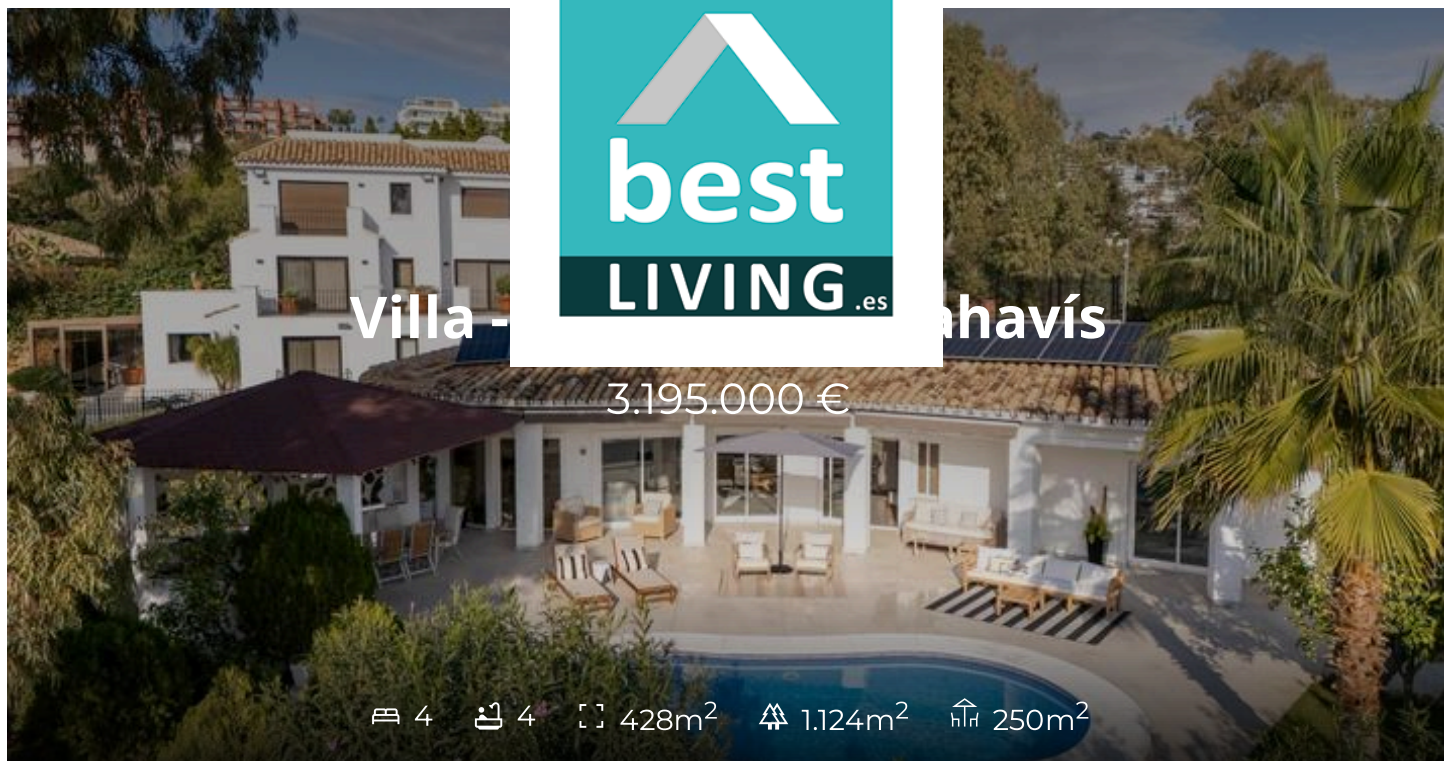 best
LIVING.es
Villa - ahavís
3.195.000 €
4 4 428m² 1.124m² 250m²